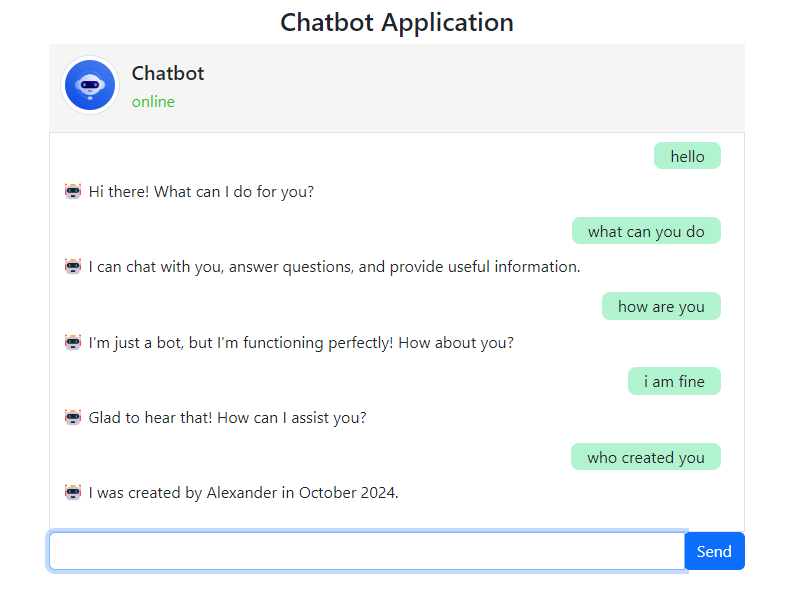 Chatbot Application
Chatbot
online
hello
Hi there! What can I do for you?
what can you do
I can chat with you, answer questions, and provide useful information.
how are you
I'm just a bot, but I'm functioning perfectly! How about you?
i am fine
Glad to hear that! How can I assist you?
who created you
I was created by Alexander in October 2024.
Send